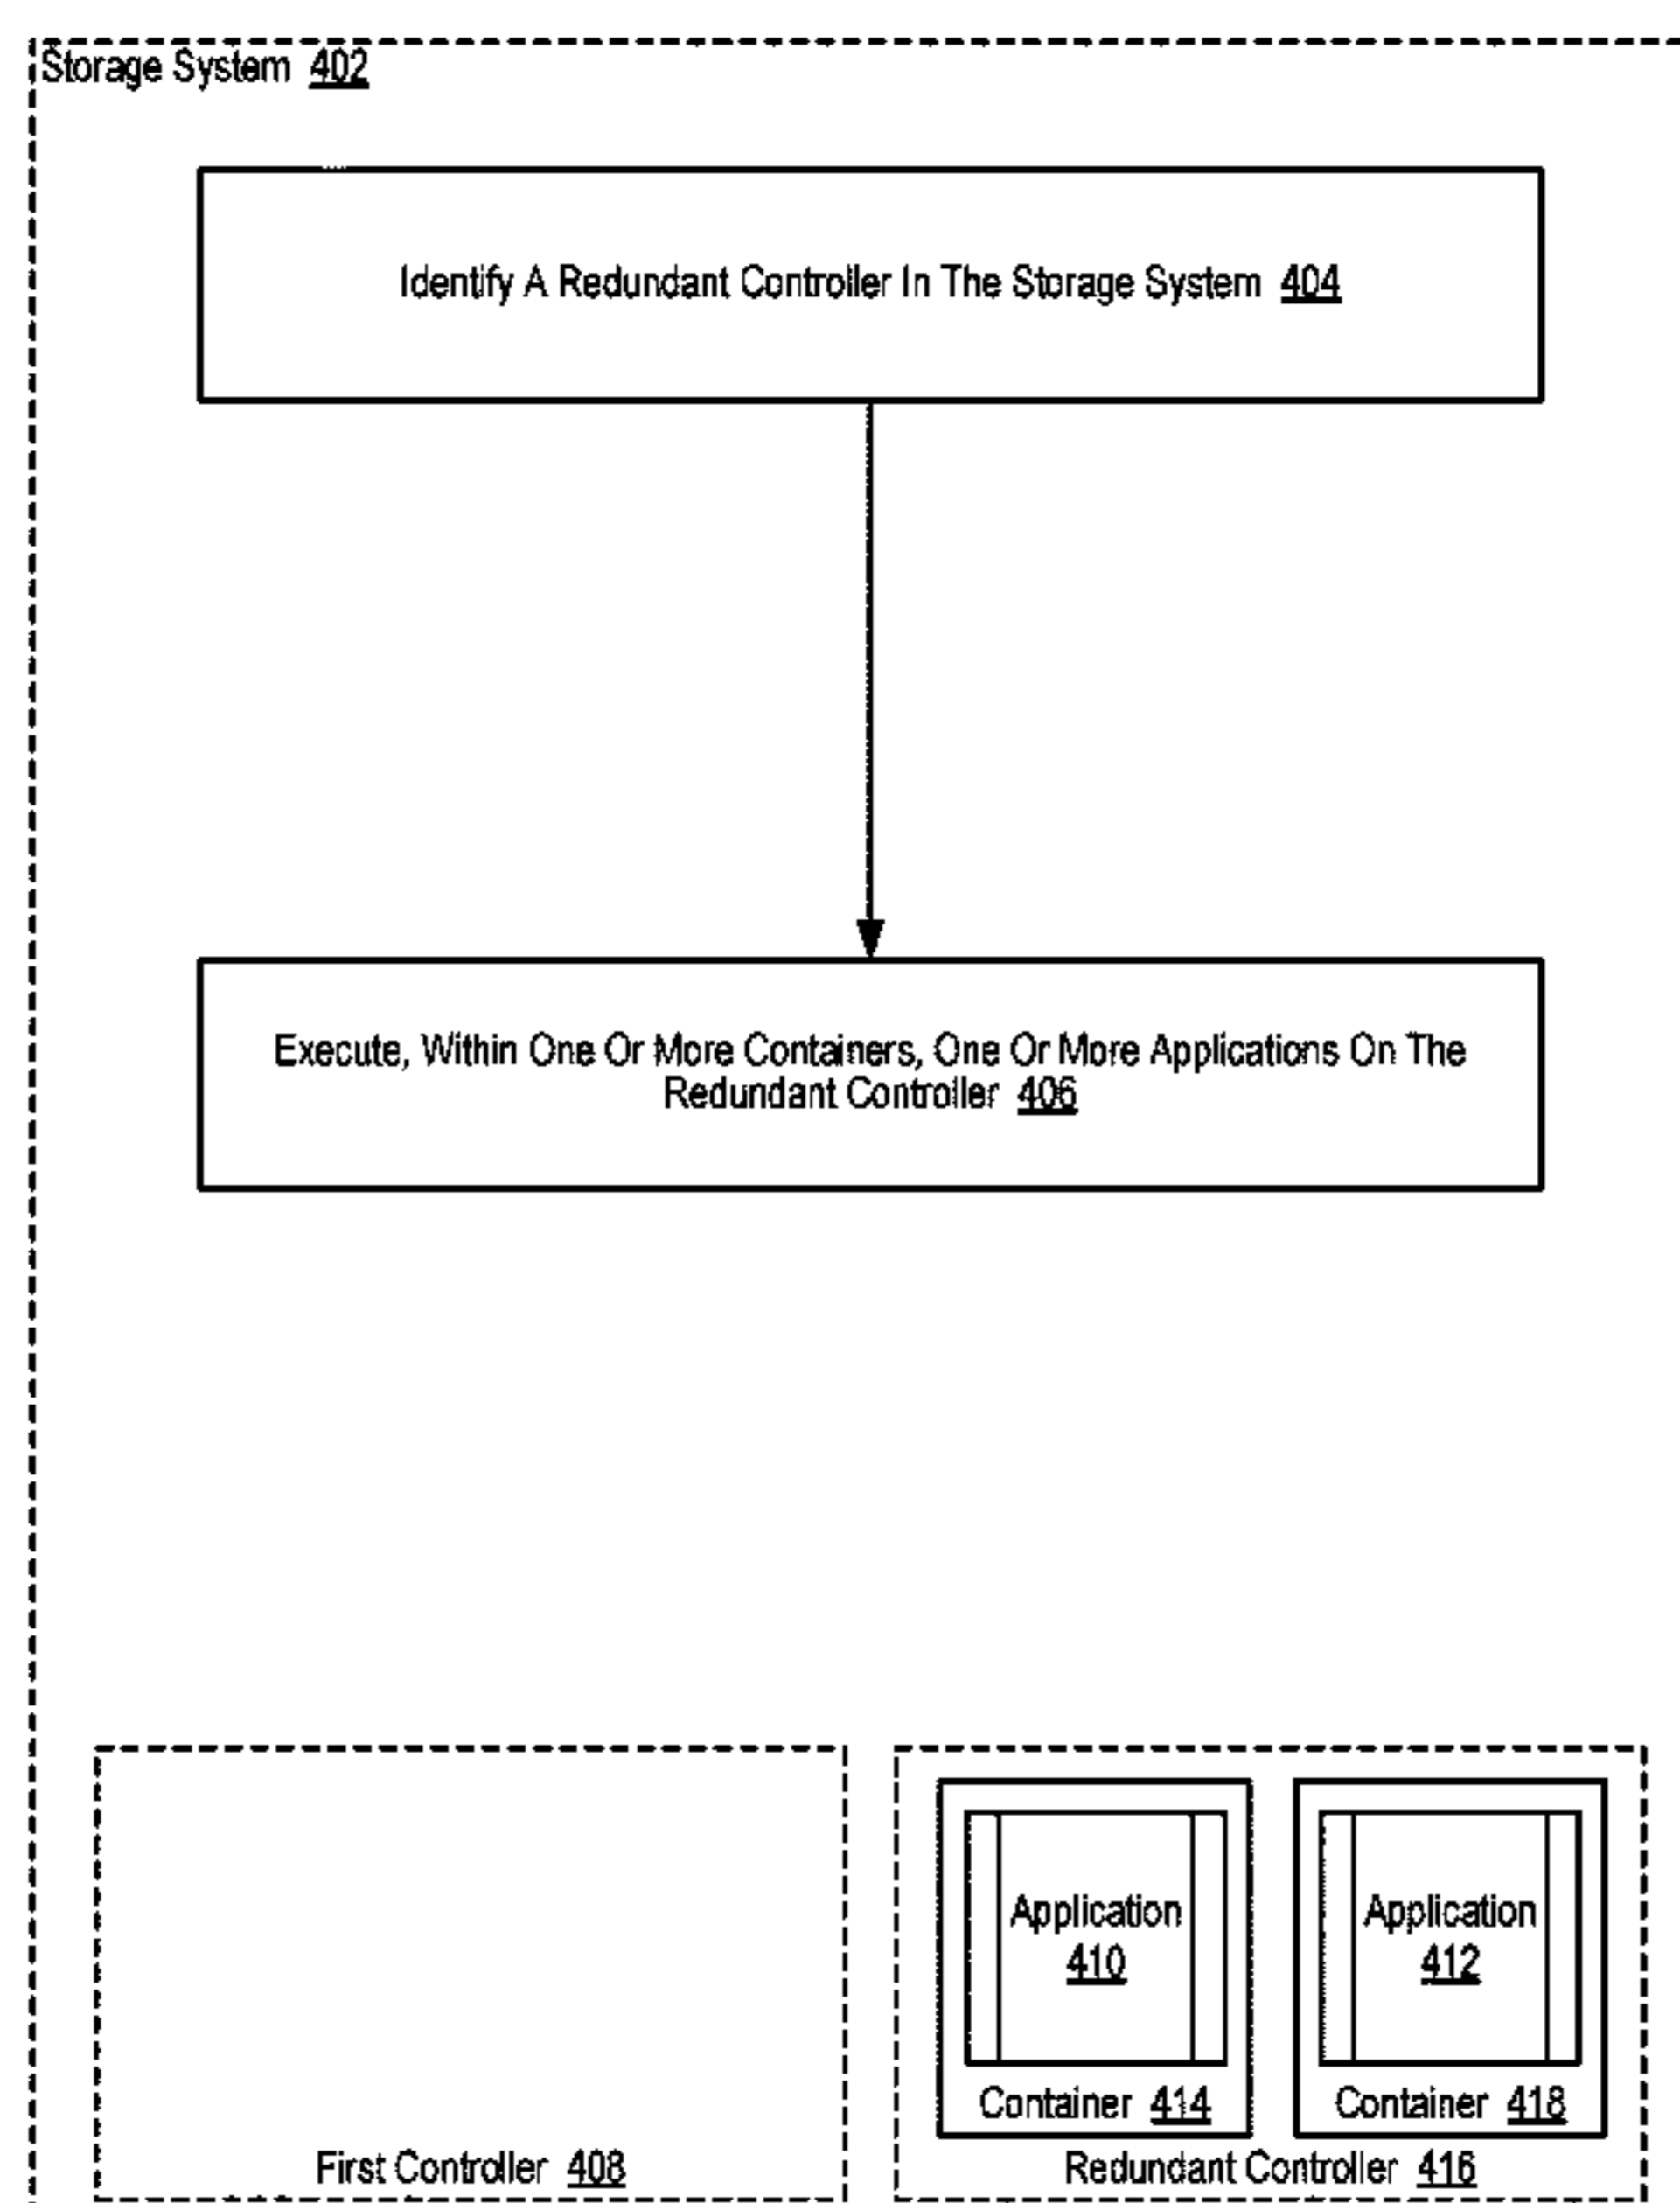 Storage System 402
Identify A Redundant Controller In The Storage System 404
Execute, Within One Or More Containers, One Or More Applications On The
Redundant Controller 406
Application
410
Application
412
Container 414
Container 418
First Controller 408
Redundant Controller 416